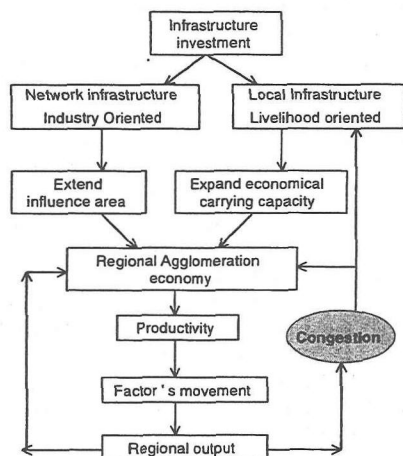 Infrastructure
investment
Network infrastructure
Industry Oriented
Local Infrastructure
Livelihood oriented
Extend
influence area
Expand economical
carrying capacity
Regional Agglomeration
economy
Productivity
Congestion
Factor's movement
Regional output